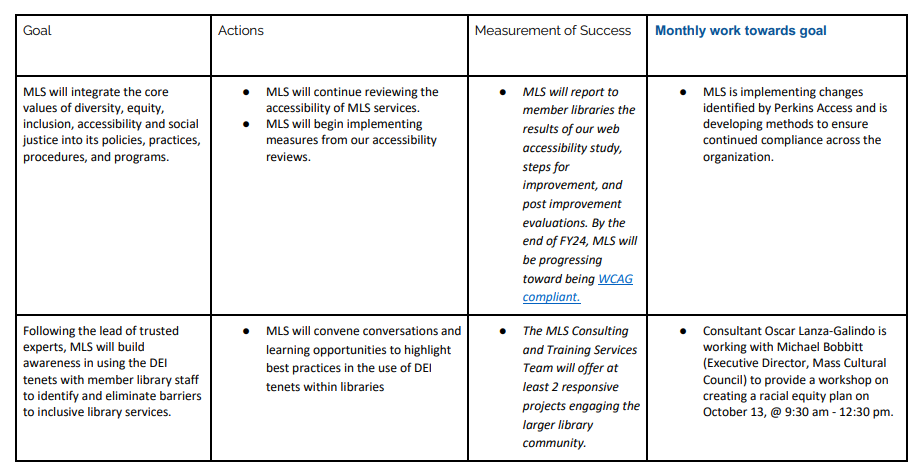 Goal
Actions
Measurement of Success
Monthly work towards goal
MLS will integrate the core
values of diversity, equity,
inclusion, accessibility and social
justice into its policies, practices,
procedures, and programs.
● MLS will continue reviewing the
accessibility of MLS services.
● MLS will begin implementing
measures from our accessibility
reviews.
● MLS will report to
member libraries the
results of our web
accessibility study,
steps for
improvement, and
post improvement
evaluations. By the
end of FY24, MLS will
be progressing
toward being WCAG
compliant.
● MLS is implementing changes
identified by Perkins Access and is
developing methods to ensure
continued compliance across the
organization.
Following the lead of trusted
experts, MLS will build
awareness in using the DEI
tenets with member library staff
to identify and eliminate barriers
to inclusive library services.
● MLS will convene conversations and
learning opportunities to highlight
best practices in the use of DEI
tenets within libraries
● The MLS Consulting
and Training Services
Team will offer at
least 2 responsive
projects engaging the
larger library
community.
● Consultant Oscar Lanza-Galindo is
working with Michael Bobbitt
(Executive Director, Mass Cultural
Council) to provide a workshop on
creating a racial equity plan on
October 13, @ 9:30 am - 12:30 pm.